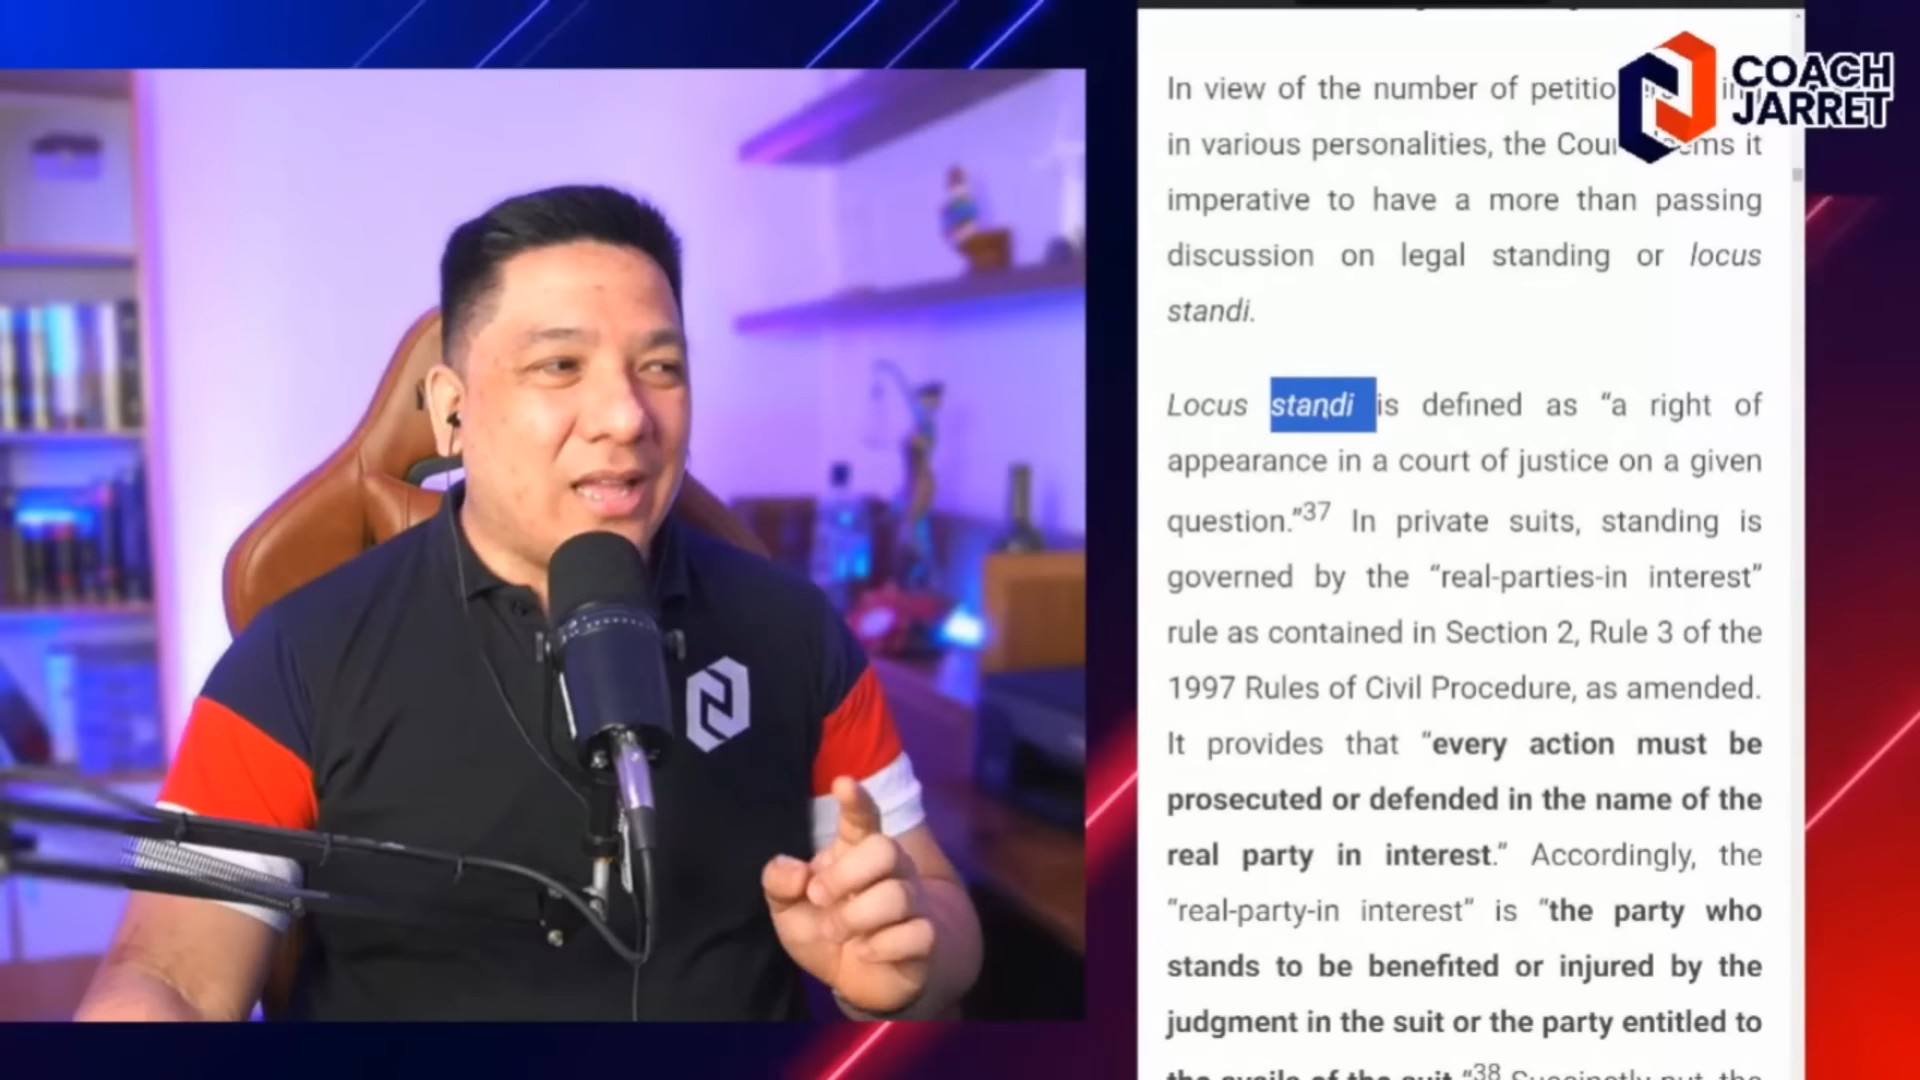 COACH
JARRET
In view of the number of
in various personalities, the it
imperative to have a more than passing
discussion on legal standing or locus
standi.
Locus standi is defined as “a right of
appearance in a court of justice on a given
question.”37 In private suits, standing is
governed by the “real-parties-in interest”
rule as contained in Section 2, Rule 3 of the
1997 Rules of Civil Procedure, as amended.
It provides that “every action must be
prosecuted or defended in the name of the
real party in interest.” Accordingly, the
“real-party-in interest” is “the party who
stands to be benefited or injured by the
judgment in the suit or the party entitled to